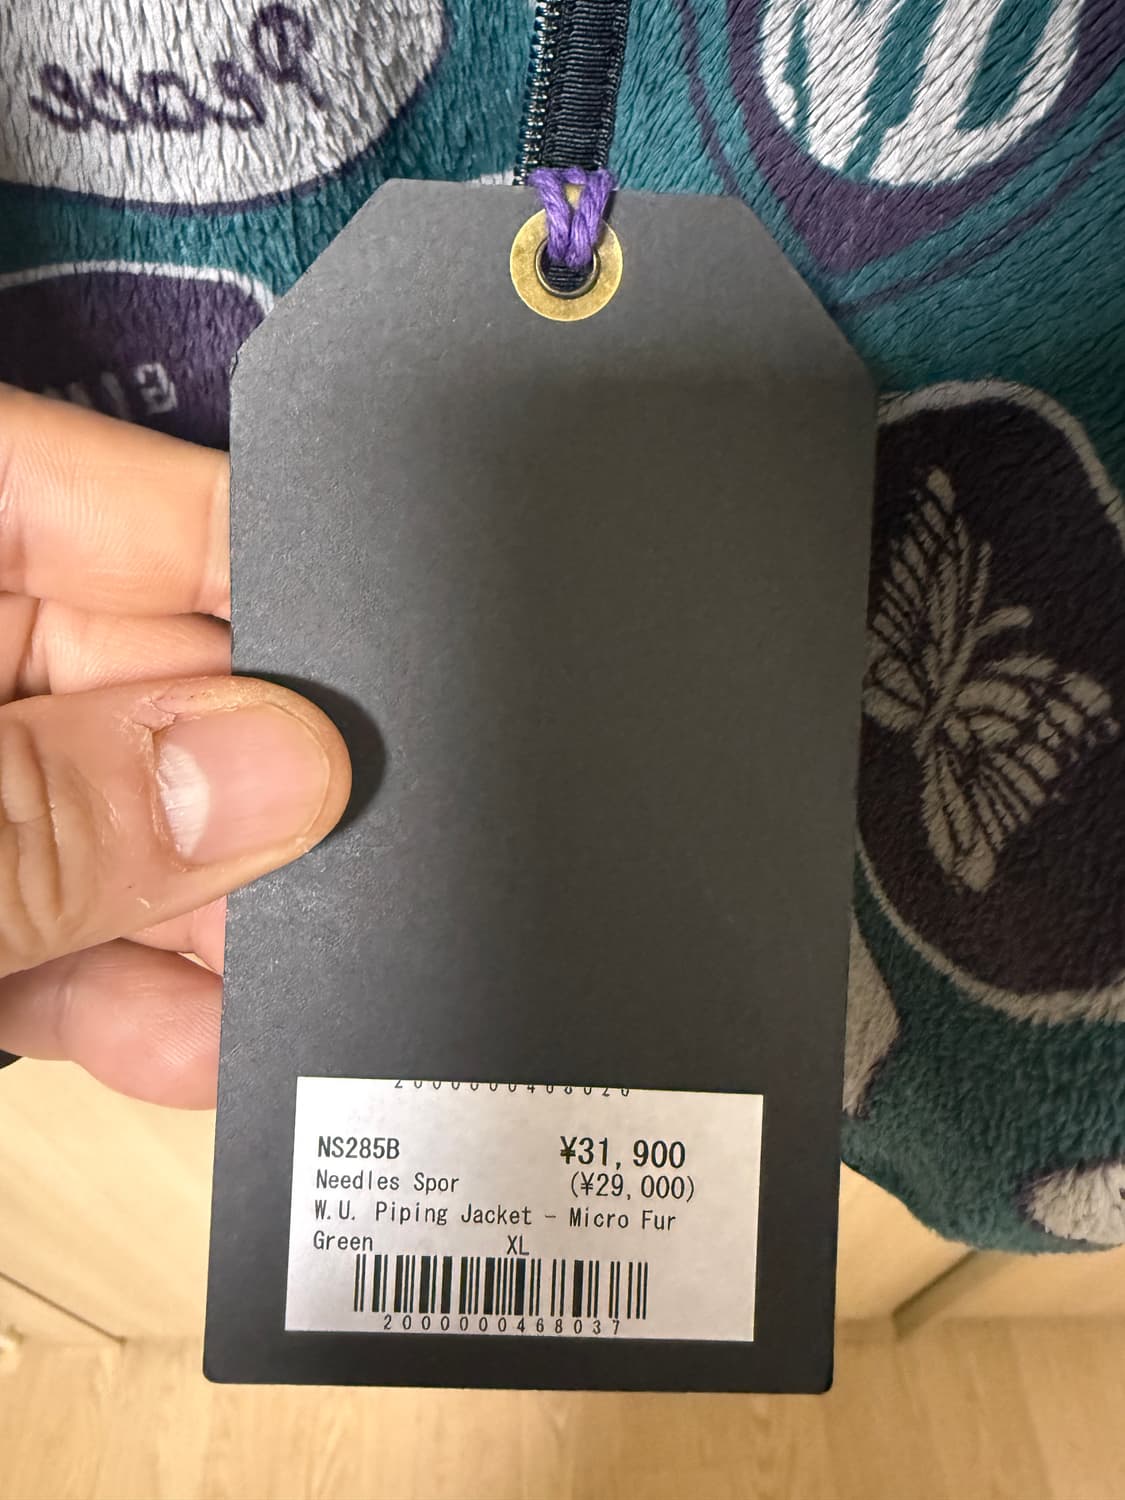 Peace
NS285B ¥31,900
Needles Spor (¥29,000)
W.U. Piping Jacket - Micro Fur
Green XL
2000000468037